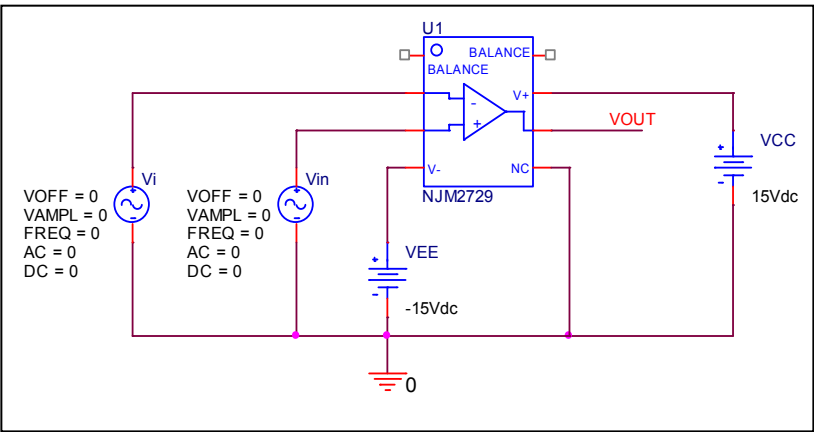 U1
BALANCE
BALANCE
-
V+
+
VOUT
V-
NC
NJM2729
Vi
VOFF = 0
VAMPL = 0
FREQ = 0
AC = 0
DC = 0
Vin
VOFF = 0
VAMPL = 0
FREQ = 0
AC = 0
DC = 0
VEE
-15Vdc
VCC
15Vdc
0